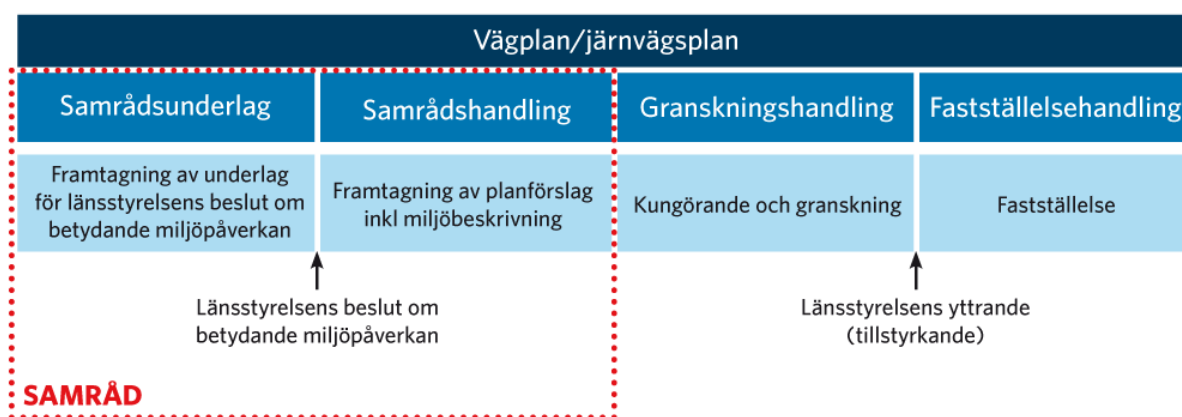 Vägplan/järnvägsplan
Samrådsunderlag
Samrådshandling
Granskningshandling
Fastställelsehandling
Framtagning av underlag
för länsstyrelsens beslut om
betydande miljöpåverkan
Framtagning av planförslag
inkl miljöbeskrivning
Kungörande och granskning
Fastställelse
Länsstyrelsens beslut om
betydande miljöpåverkan
Länsstyrelsens yttrande
(tillstyrkande)
SAMRÅD